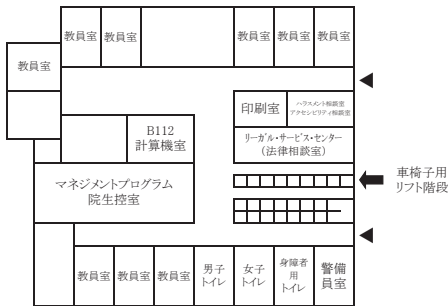 教員室 教員室 教員室 教員室 教員室
教員室
印刷室 ハラスメント相談室
アクセシビリティ相談室
B112
計算機室
リーガル・サービス・センター
(法律相談室)
車椅子用
リフト階段
マネジメントプログラム
院生控室
教員室 教員室 教員室
男子
トイレ
女子
トイレ
身障者
用
トイレ
警備
員室